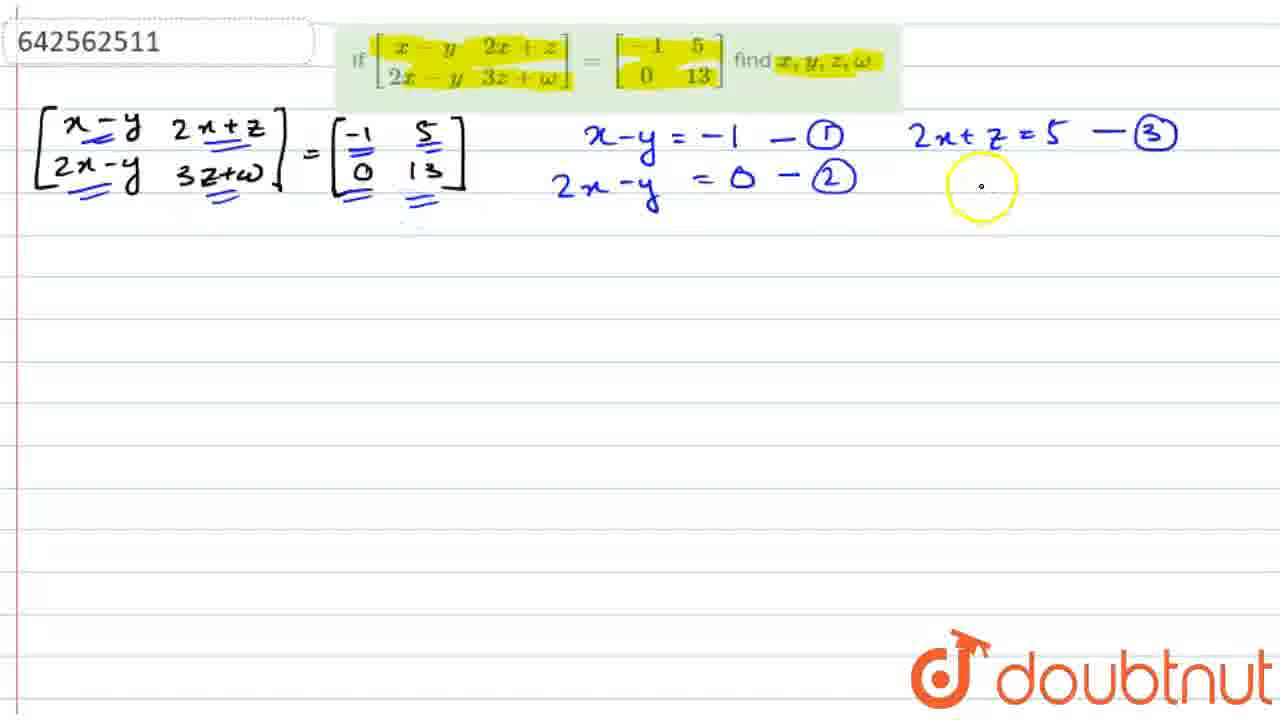 642562511
If [ x − y 2x + z ] = [ −1 5 ] find x, y, z, ω
[ 2x − y 3z + ω ] [ 0 13 ]
[ x-y 2x+z ] = [ -1 5 ]
[ 2x-y 3z+ω ] [ 0 13 ]
x-y = -1 - ①
2x-y = 0 - ②
2x+z=5 - ③
doubtnut